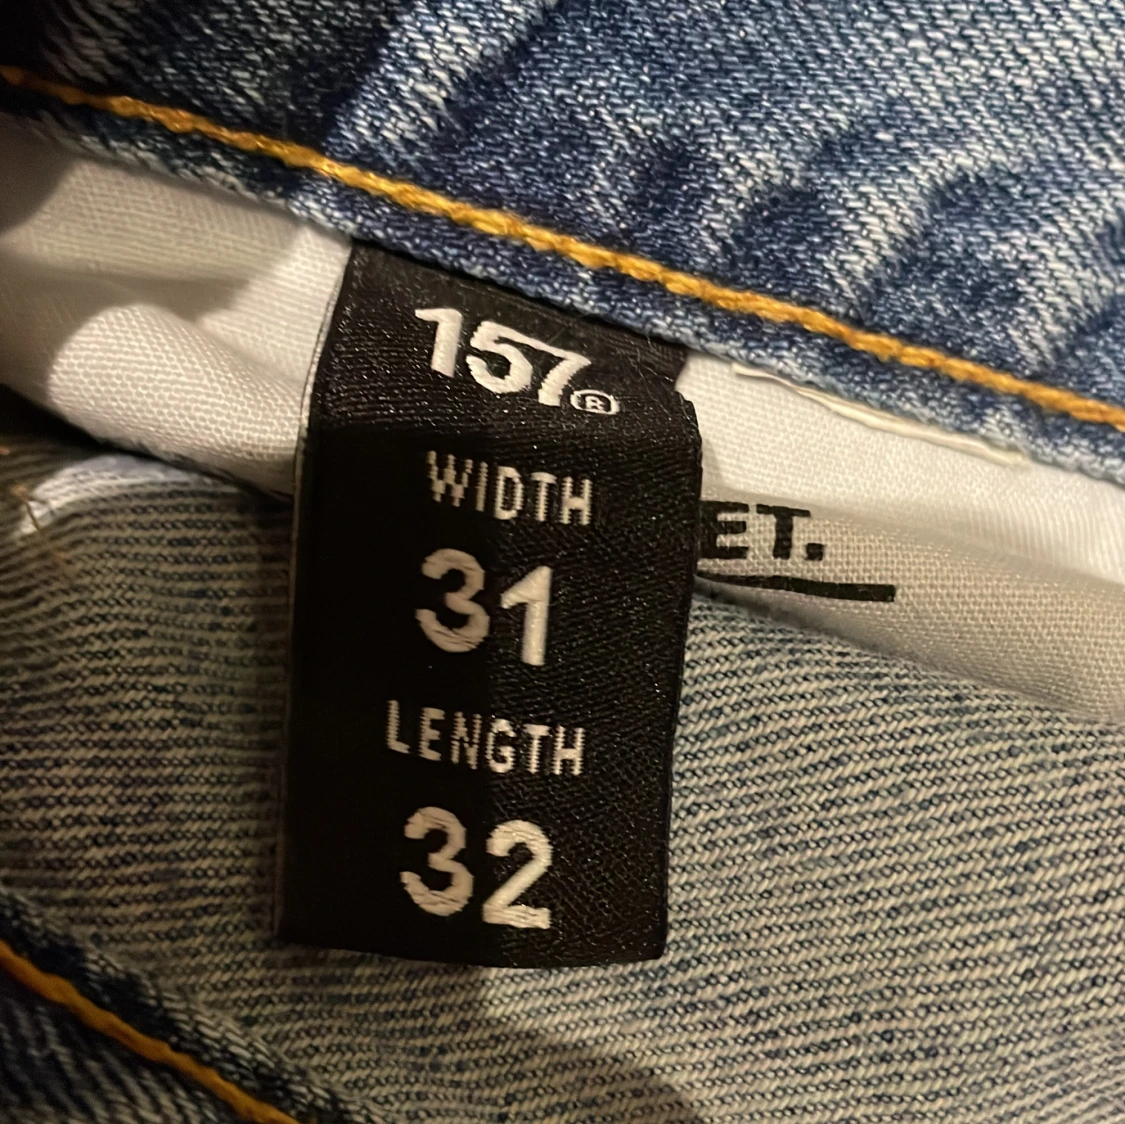 157®
WIDTH
31
LENGTH
32
ET.